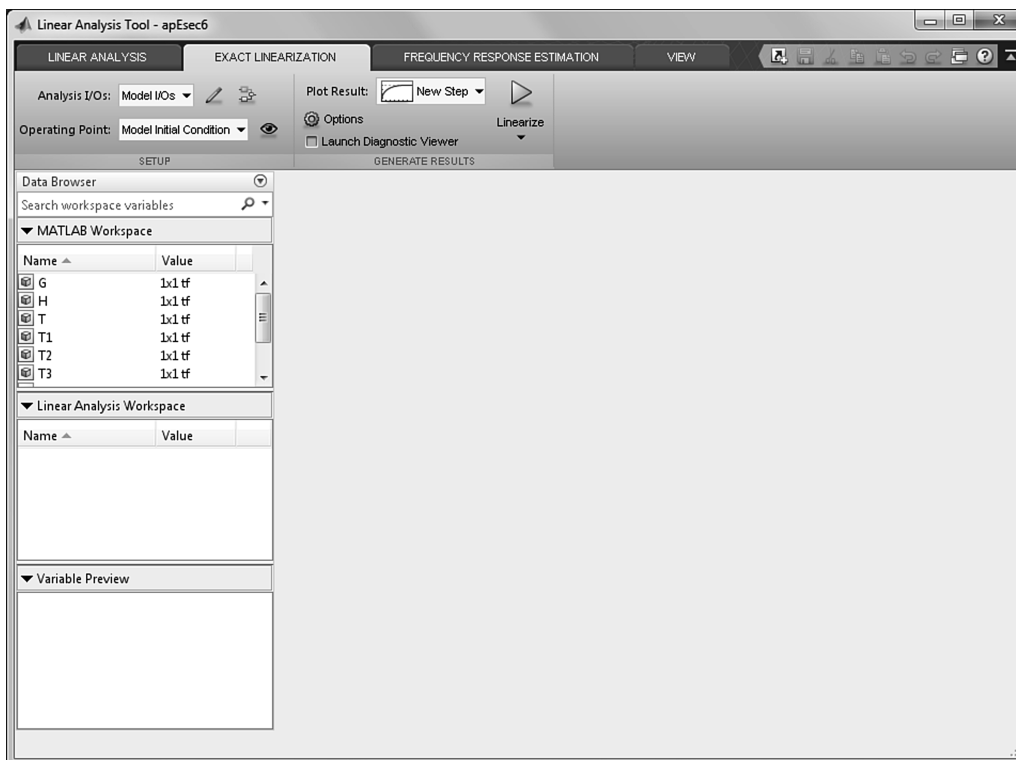 Linear Analysis Tool - apEsec6
LINEAR ANALYSIS EXACT LINEARIZATION FREQUENCY RESPONSE ESTIMATION VIEW
Analysis I/Os: Model I/Os
Operating Point: Model Initial Condition
SETUP
Plot Result: New Step
Options
Launch Diagnostic Viewer
Linearize
GENERATE RESULTS
Data Browser
Search workspace variables
MATLAB Workspace
Name Value
G 1x1 tf
H 1x1 tf
T 1x1 tf
T1 1x1 tf
T2 1x1 tf
T3 1x1 tf
Linear Analysis Workspace
Name Value
Variable Preview